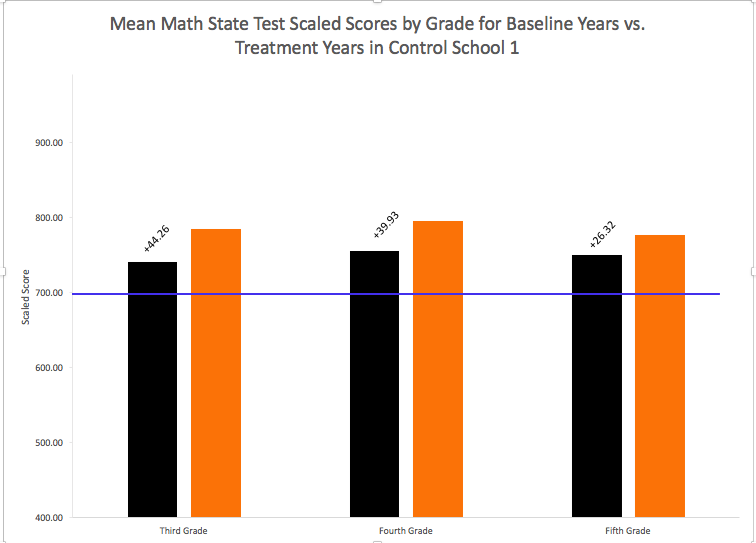 Mean Math State Test Scaled Scores by Grade for Baseline Years vs.
Treatment Years in Control School 1
900.00
800.00
700.00
600.00
500.00
400.00
Scaled Score
+44.26
+39.93
+26.32
Third Grade
Fourth Grade
Fifth Grade